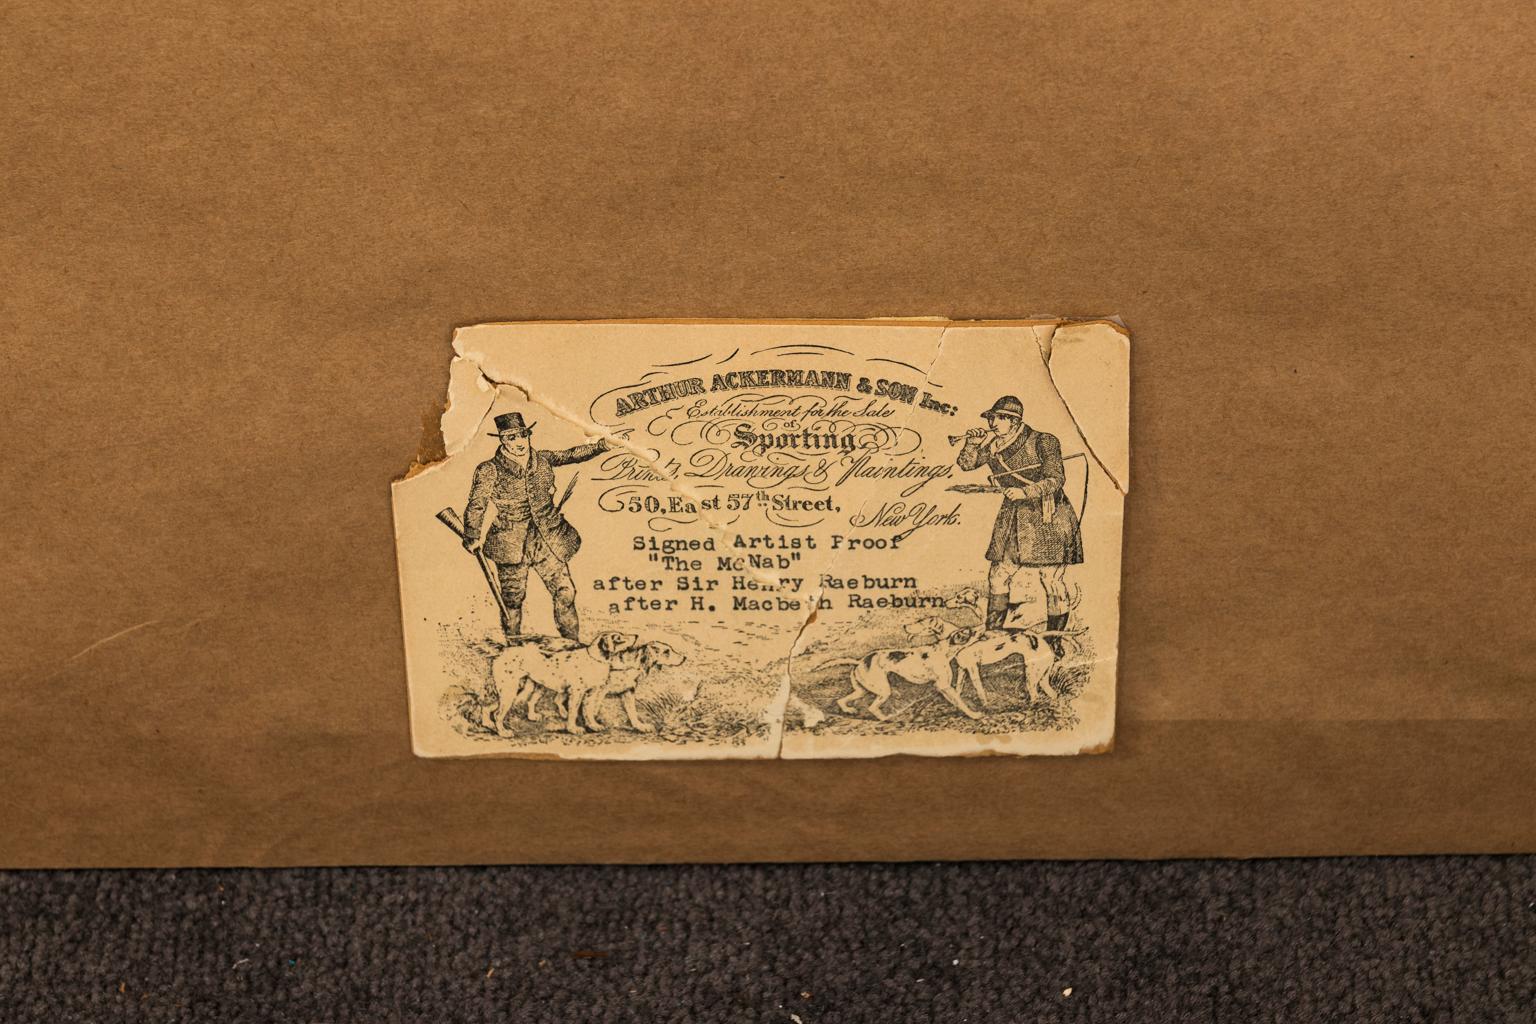 ARTHUR ACKERMANN & SON Inc:
Establishment for the Sale
of
Sporting
Prints, Drawings & Paintings,
50, East 57th Street,
New York.
Signed Artist Proof
"The McNab"
after Sir Henry Raeburn
after H. Macbeth Raeburn